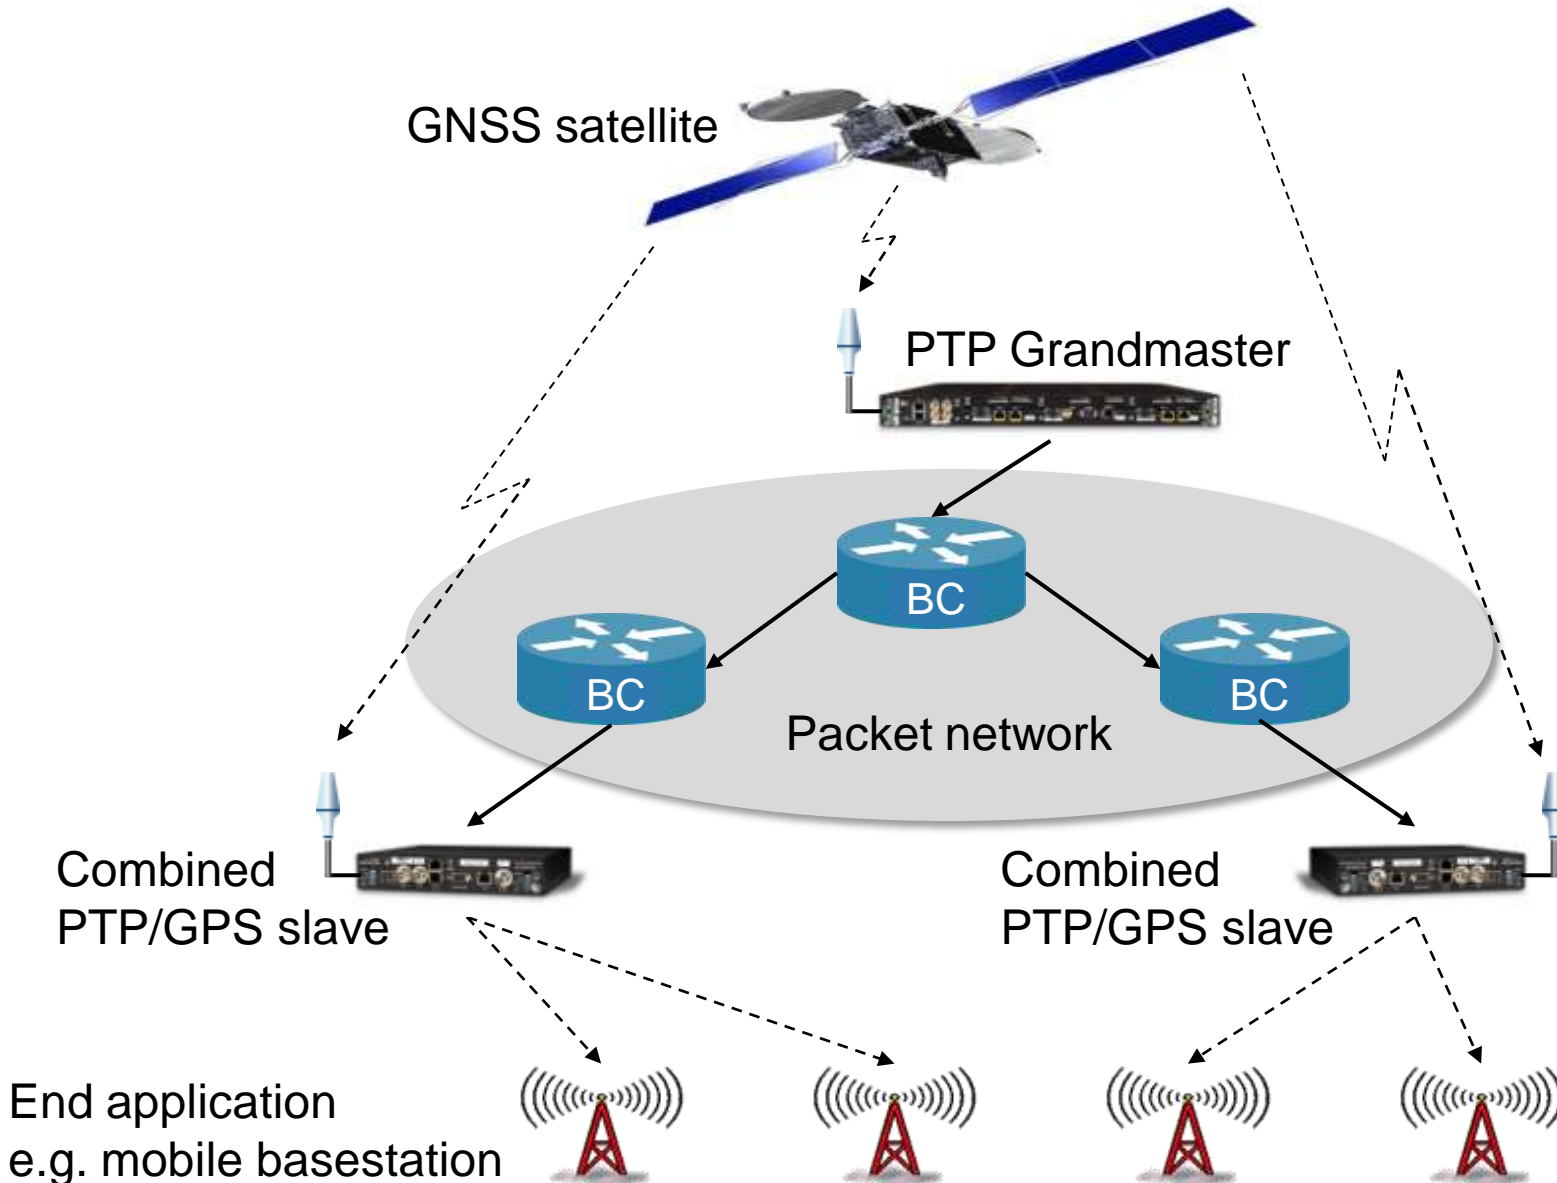 GNSS satellite
PTP Grandmaster
BC
BC
BC
Packet network
Combined
PTP/GPS slave
Combined
PTP/GPS slave
End application
e.g. mobile basestation